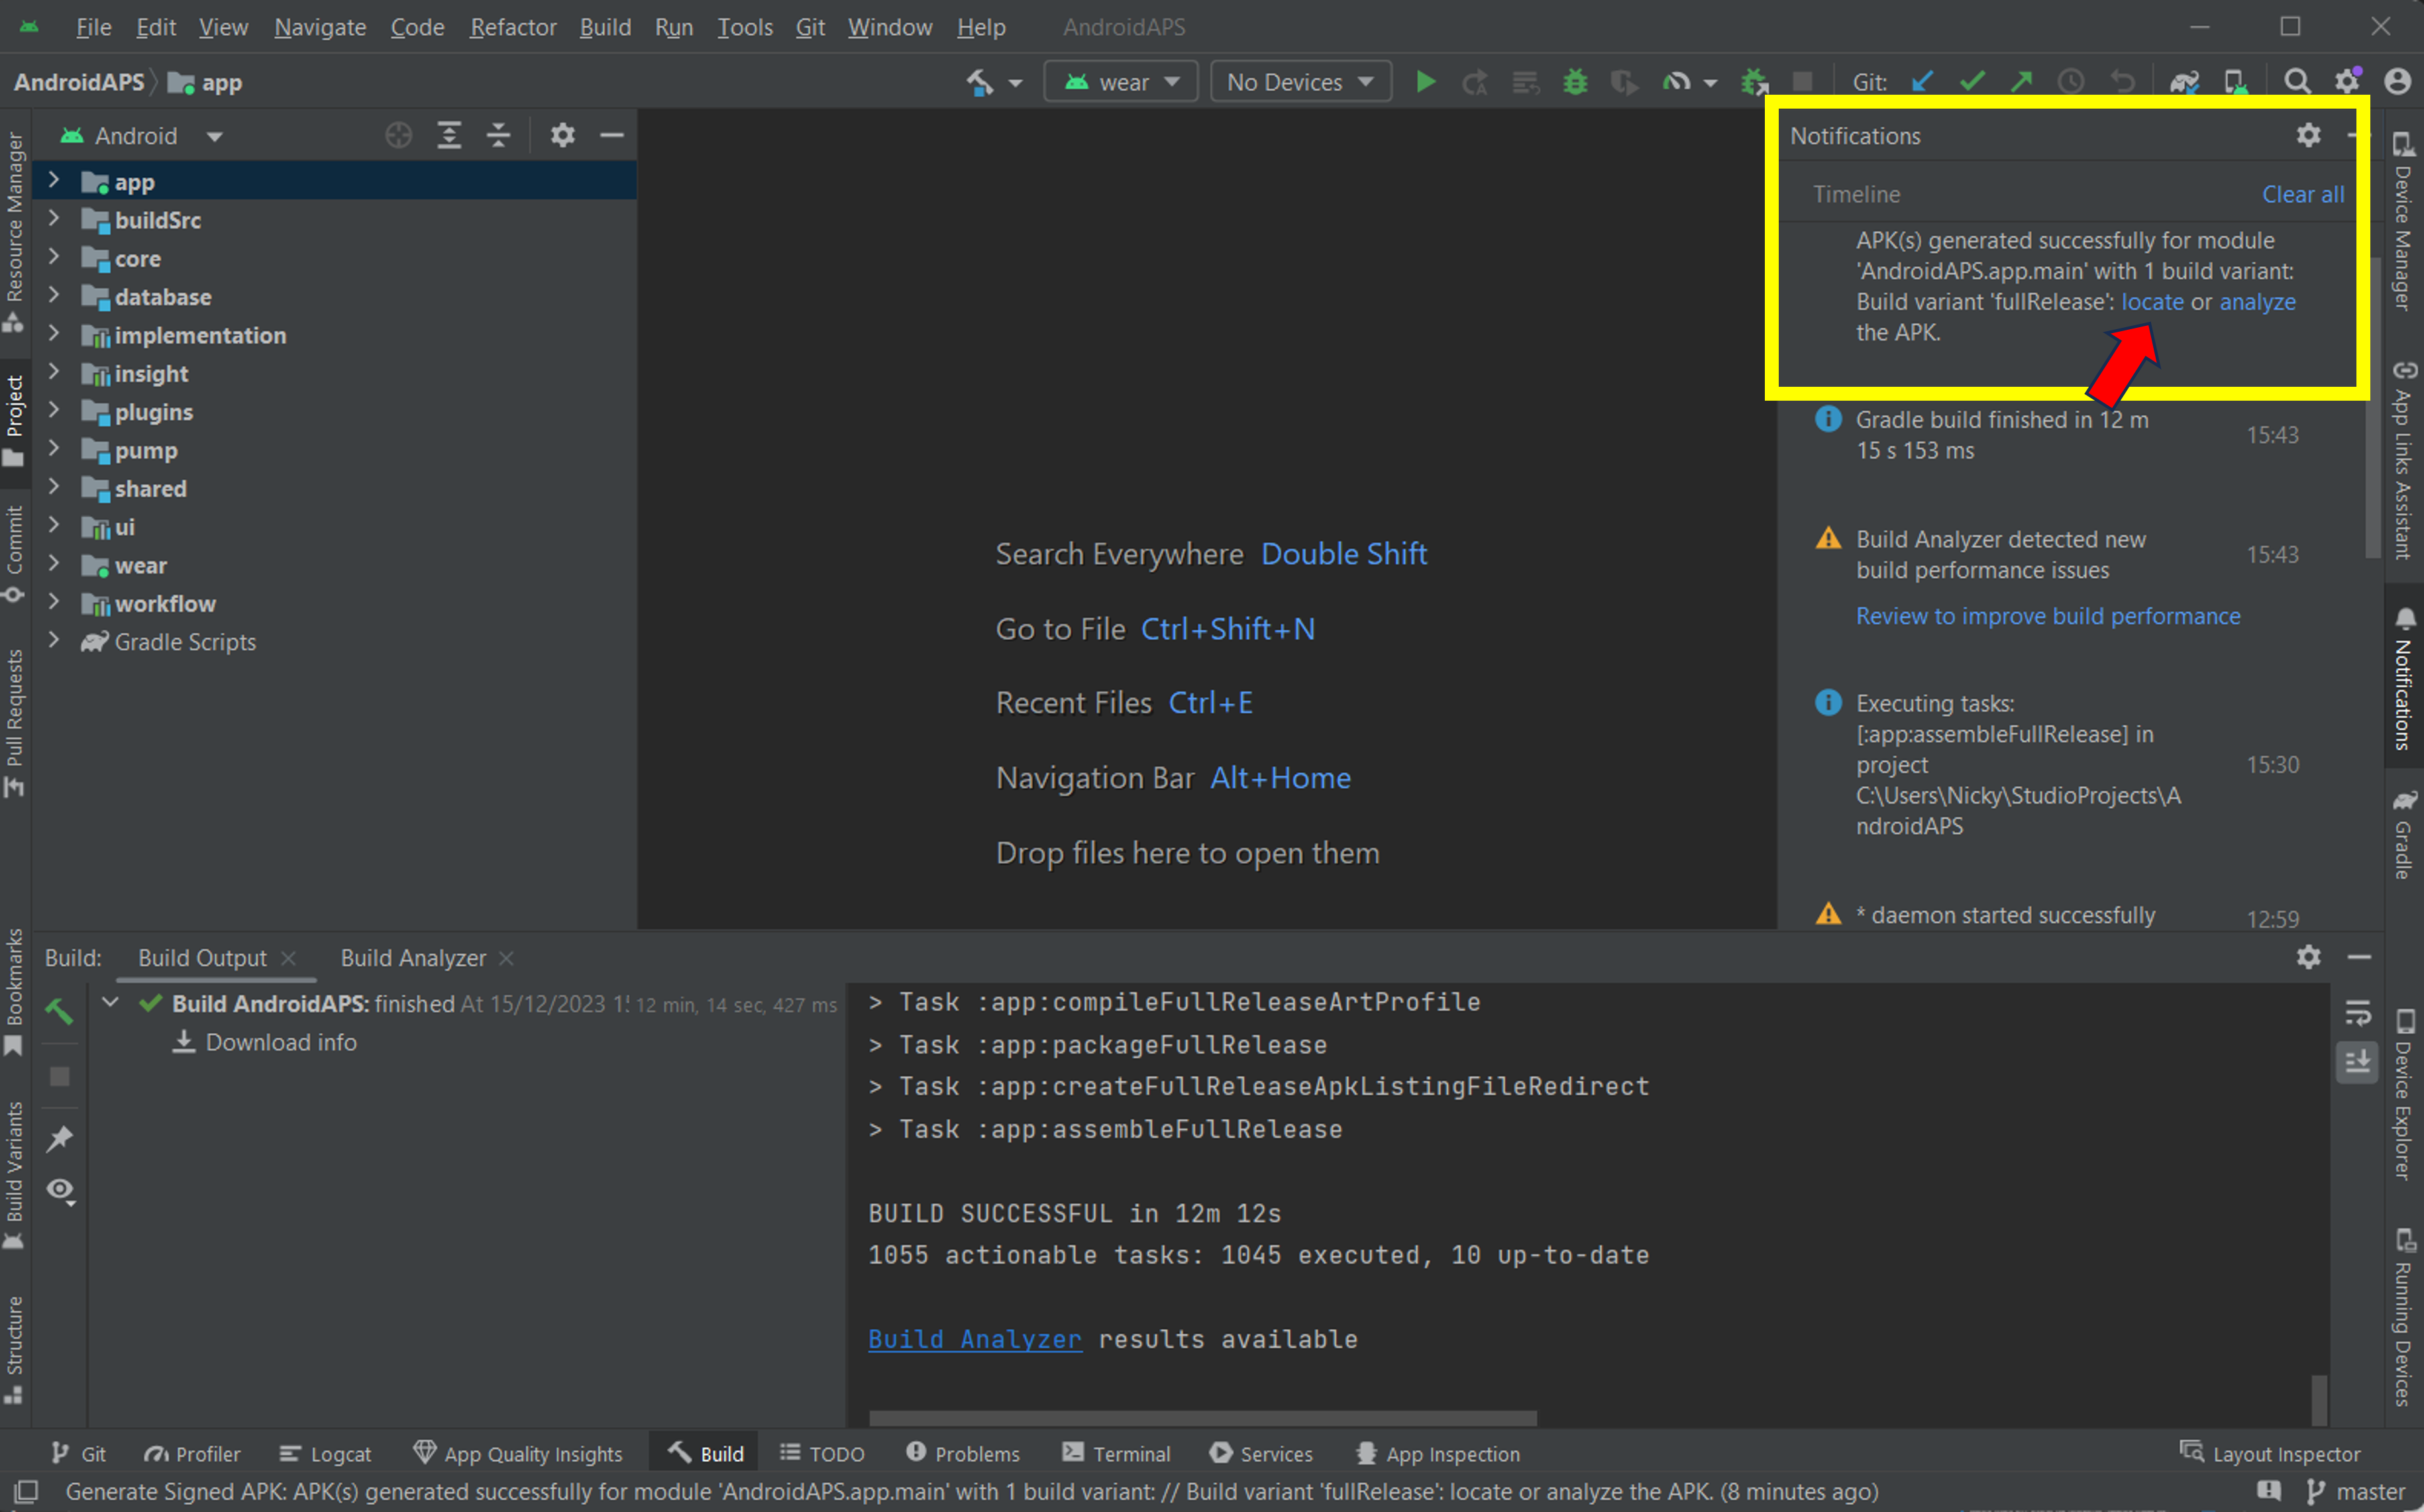 File Edit View Navigate Code Refactor Build Run Tools Git Window Help AndroidAPS
AndroidAPS app
wear
No Devices
Git:
Android
app
buildSrc
core
database
implementation
insight
plugins
pump
shared
ui
wear
workflow
Gradle Scripts
Resource Manager
Project
Commit
Pull Requests
Bookmarks
Build Variants
Structure
Search Everywhere Double Shift
Go to File Ctrl+Shift+N
Recent Files Ctrl+E
Navigation Bar Alt+Home
Drop files here to open them
Notifications
Timeline Clear all
APK(s) generated successfully for module
'AndroidAPS.app.main' with 1 build variant:
Build variant 'fullRelease': locate or analyze
the APK.
Gradle build finished in 12 m
15 s 153 ms
15:43
Build Analyzer detected new
build performance issues
15:43
Review to improve build performance
Executing tasks:
[:app:assembleFullRelease] in
project
C:\Users\Nicky\StudioProjects\A
ndroidAPS
15:30
* daemon started successfully
12:59
Device Manager
App Links Assistant
Notifications
Gradle
Device Explorer
Running Devices
Build: Build Output Build Analyzer
Build AndroidAPS: finished At 15/12/2023 12 min, 14 sec, 427 ms
Download info
> Task :app:compileFullReleaseArtProfile
> Task :app:packageFullRelease
> Task :app:createFullReleaseApkListingFileRedirect
> Task :app:assembleFullRelease
BUILD SUCCESSFUL in 12m 12s
1055 actionable tasks: 1045 executed, 10 up-to-date
Build Analyzer results available
Git Profiler Logcat App Quality Insights Build TODO Problems Terminal Services App Inspection Layout Inspector
Generate Signed APK: APK(s) generated successfully for module 'AndroidAPS.app.main' with 1 build variant: // Build variant 'fullRelease': locate or analyze the APK. (8 minutes ago) master